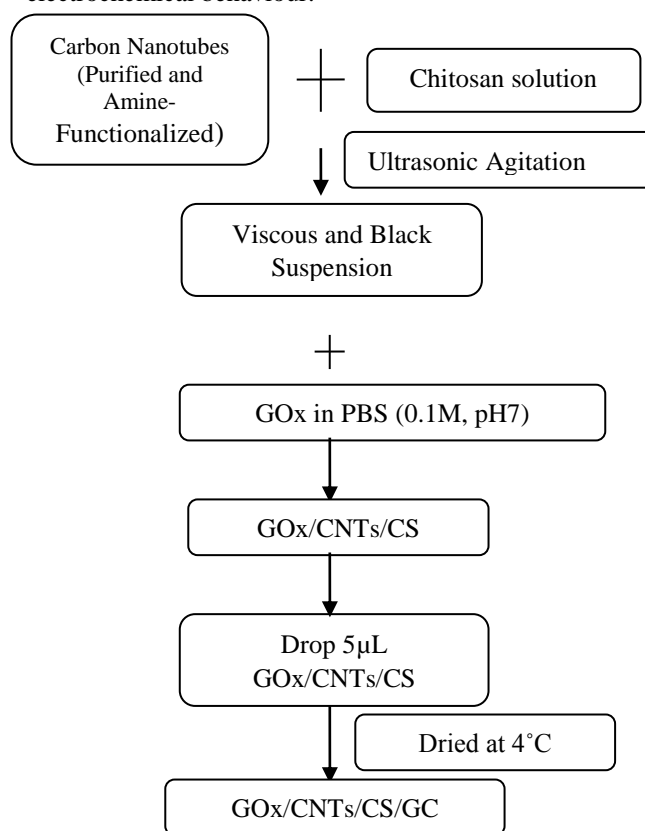 electrochemical behaviour.
Carbon Nanotubes
(Purified and
Amine-
Functionalized)
Chitosan solution
Ultrasonic Agitation
Viscous and Black
Suspension
GOx in PBS (0.1M, pH7)
GOx/CNTs/CS
Drop 5µL
GOx/CNTs/CS
Dried at 4˚C
GOx/CNTs/CS/GC